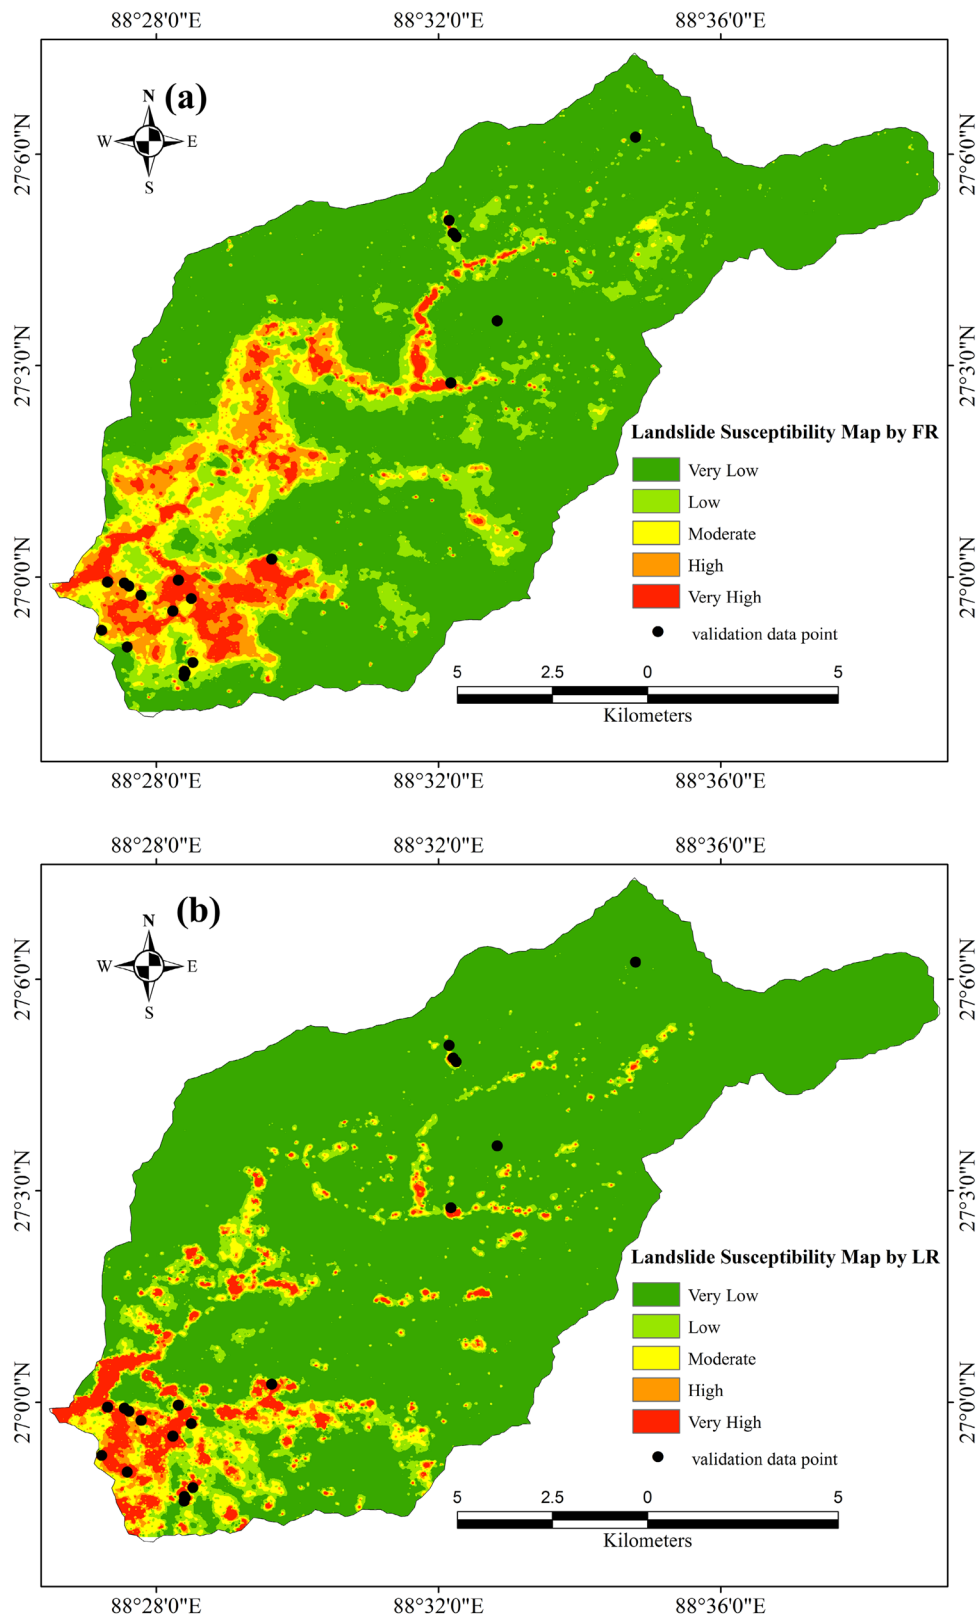 88°28'0"E 88°32'0"E 88°36'0"E
(a)
N
W E
S
27°6'0"N 27°6'0"N
27°3'0"N 27°3'0"N
Landslide Susceptibility Map by FR
Very Low
Low
Moderate
High
27°0'0"N 27°0'0"N
Very High
validation data point
5 2.5 0 5
Kilometers
88°28'0"E 88°32'0"E 88°36'0"E
88°28'0"E 88°32'0"E 88°36'0"E
(b)
N
W E
S
27°6'0"N 27°6'0"N
27°3'0"N 27°3'0"N
Landslide Susceptibility Map by LR
Very Low
Low
Moderate
High
27°0'0"N 27°0'0"N
Very High
validation data point
5 2.5 0 5
Kilometers
88°28'0"E 88°32'0"E 88°36'0"E